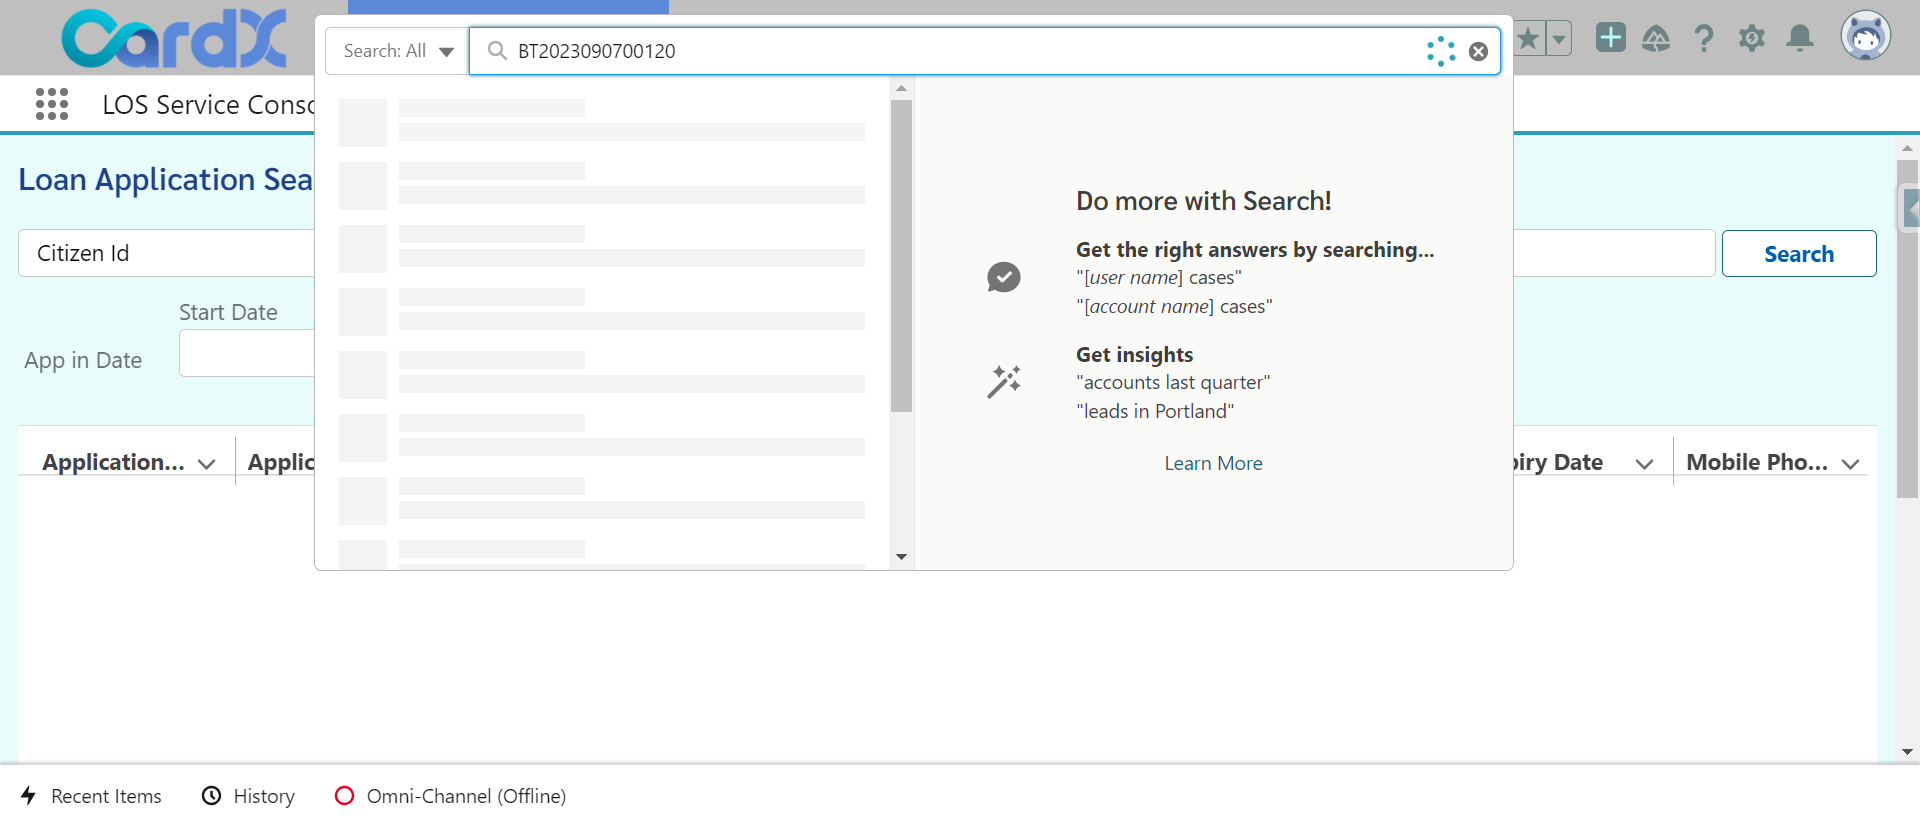 CardX
Search: All
BT2023090700120
LOS Service Conso
Loan Application Sea
Citizen Id
Search
Start Date
App in Date
Do more with Search!
Get the right answers by searching...
"[user name] cases"
"[account name] cases"
Get insights
"accounts last quarter"
"leads in Portland"
Learn More
Application...
Applic
piry Date
Mobile Pho...
Recent Items
History
Omni-Channel (Offline)